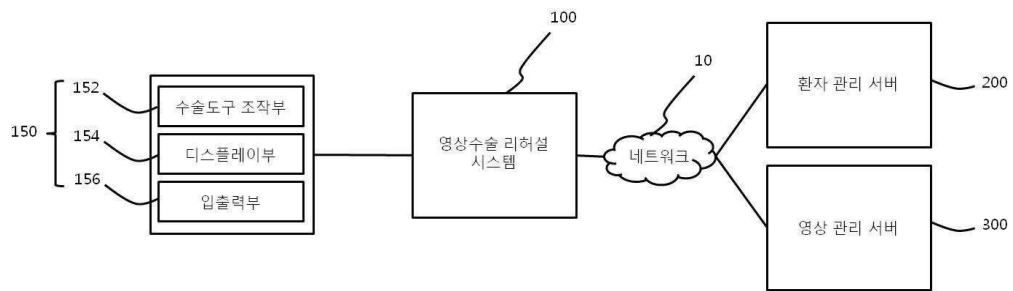 100
10
152
수술도구 조작부
150
154
디스플레이부
156
입출력부
영상수술 리허설
시스템
네트워크
환자 관리 서버
200
영상 관리 서버
300